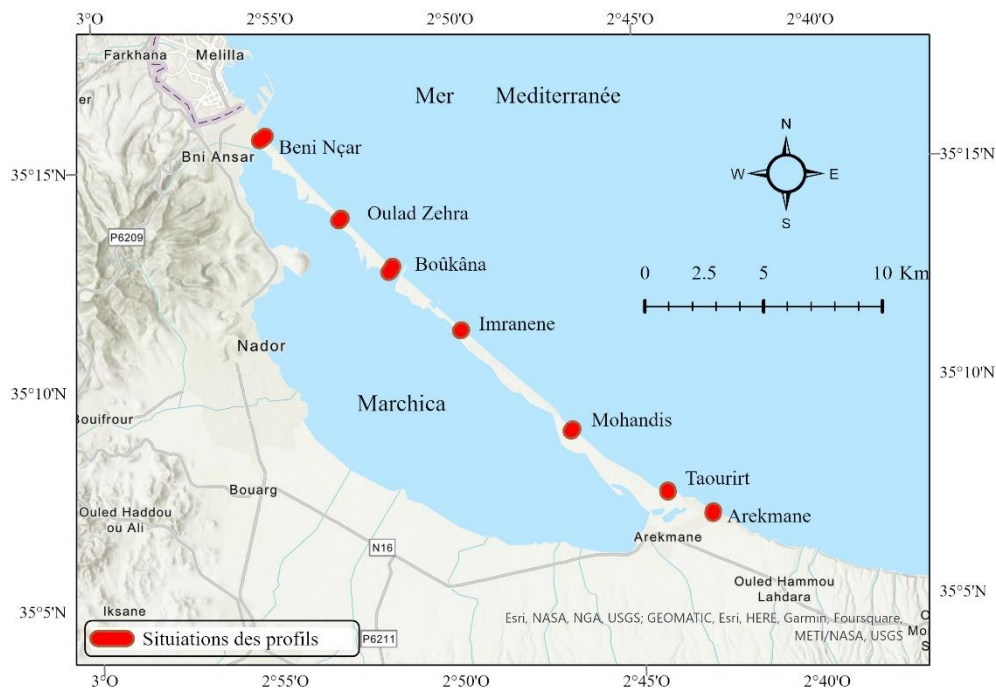 3°O 2°55'O 2°50'O 2°45'O 2°40'O
Farkhana
Melilla
Mer Mediterranée
N
W E
S
35°15'N
35°15'N
Beni Nçar
Bni Ansar
P6209
Oulad Zehra
Boûkâna
0 2.5 5 10 Km
Imranene
Nador
35°10'N
35°10'N
Marchica
Mohandis
Bouifrour
Taourirt
Bouarg
Arekmane
Ouled Haddou
ou Ali
N16
Arekmane
Ouled Hammou
Lahdara
35°5'N
35°5'N
Iksane
Esri, NASA, NGA, USGS; GEOMATIC, Esri, HERE, Garmin, Foursquare,
METI/NASA, USGS
Situiations des profils
P6211
3°O 2°55'O 2°50'O 2°45'O 2°40'O